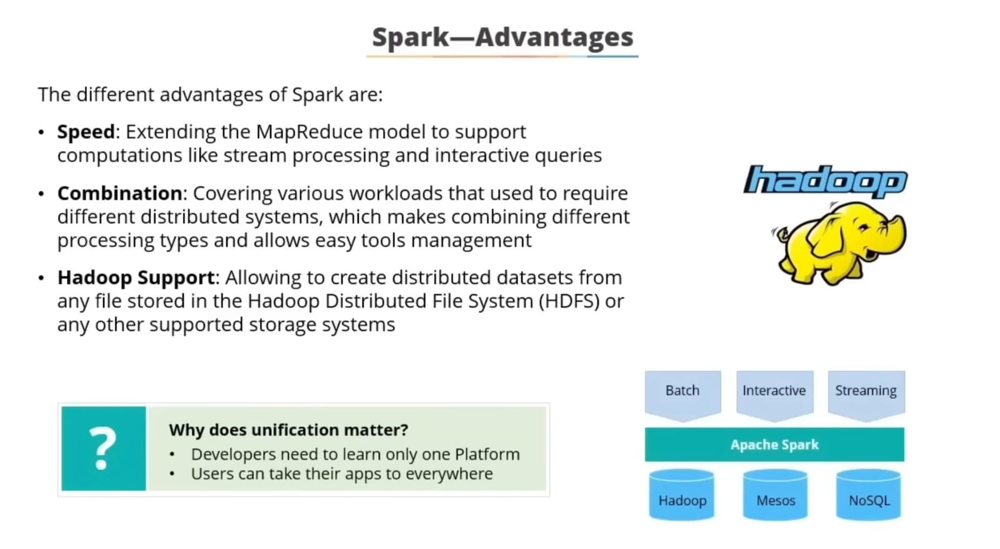 Spark—Advantages
The different advantages of Spark are:
• Speed: Extending the MapReduce model to support
computations like stream processing and interactive queries
• Combination: Covering various workloads that used to require
different distributed systems, which makes combining different
processing types and allows easy tools management
• Hadoop Support: Allowing to create distributed datasets from
any file stored in the Hadoop Distributed File System (HDFS) or
any other supported storage systems
hadoop
?
Why does unification matter?
• Developers need to learn only one Platform
• Users can take their apps to everywhere
Batch Interactive Streaming
Apache Spark
Hadoop Mesos NoSQL